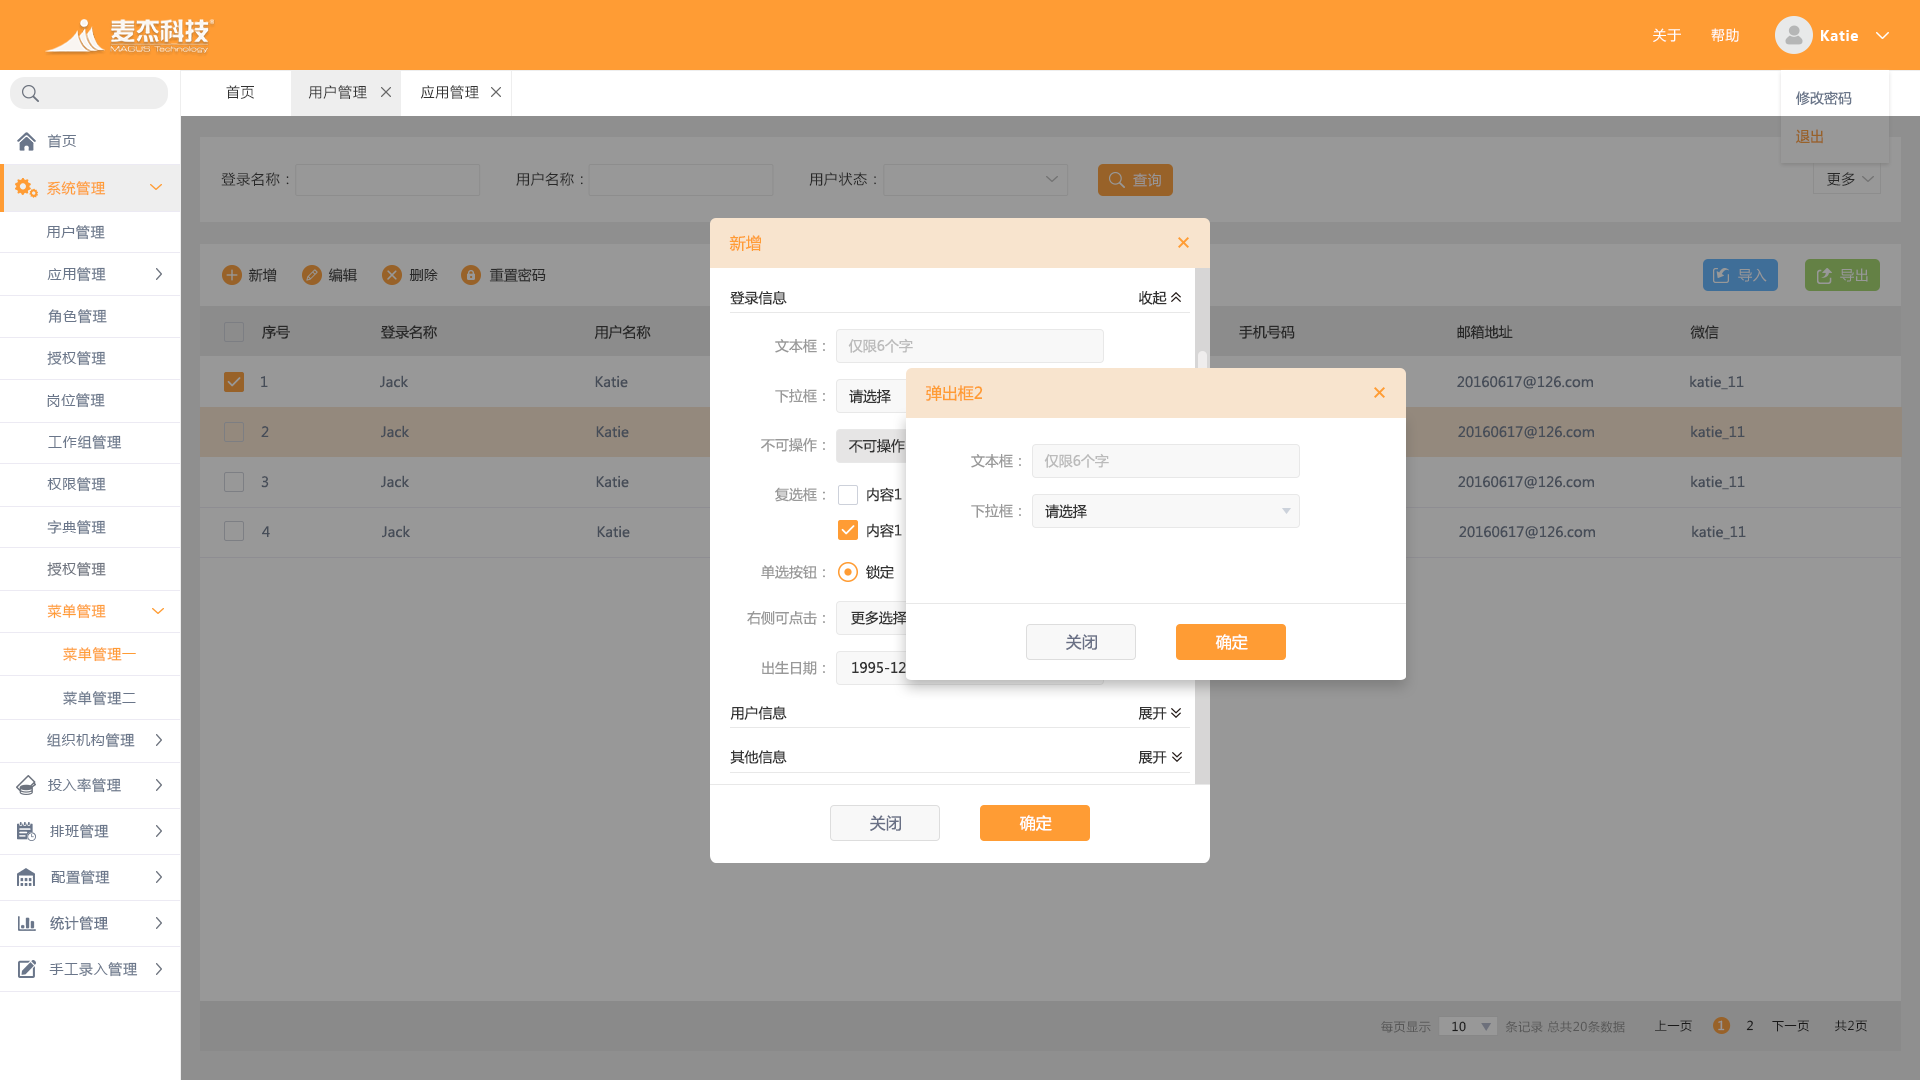 麦杰科技®
MAGUS Technology
关于 帮助 Katie
修改密码
退出
首页 用户管理 应用管理
首页
系统管理
用户管理
应用管理
角色管理
授权管理
岗位管理
工作组管理
权限管理
字典管理
授权管理
菜单管理
菜单管理一
菜单管理二
组织机构管理
投入率管理
排班管理
配置管理
统计管理
手工录入管理
登录名称： 用户名称： 用户状态： 查询 更多
新增 编辑 删除 重置密码 导入 导出
序号 登录名称 用户名称 手机号码 邮箱地址 微信
1 Jack Katie 20160617@126.com katie_11
2 Jack Katie 20160617@126.com katie_11
3 Jack Katie 20160617@126.com katie_11
4 Jack Katie 20160617@126.com katie_11
新增
登录信息 收起
文本框： 仅限6个字
下拉框： 请选择
不可操作： 不可操作
复选框： 内容1
内容1
单选按钮： 锁定
右侧可点击： 更多选择
出生日期： 1995-12
用户信息 展开
其他信息 展开
关闭 确定
弹出框2
文本框： 仅限6个字
下拉框： 请选择
关闭 确定
每页显示 10 条记录 总共20条数据 上一页 1 2 下一页 共2页